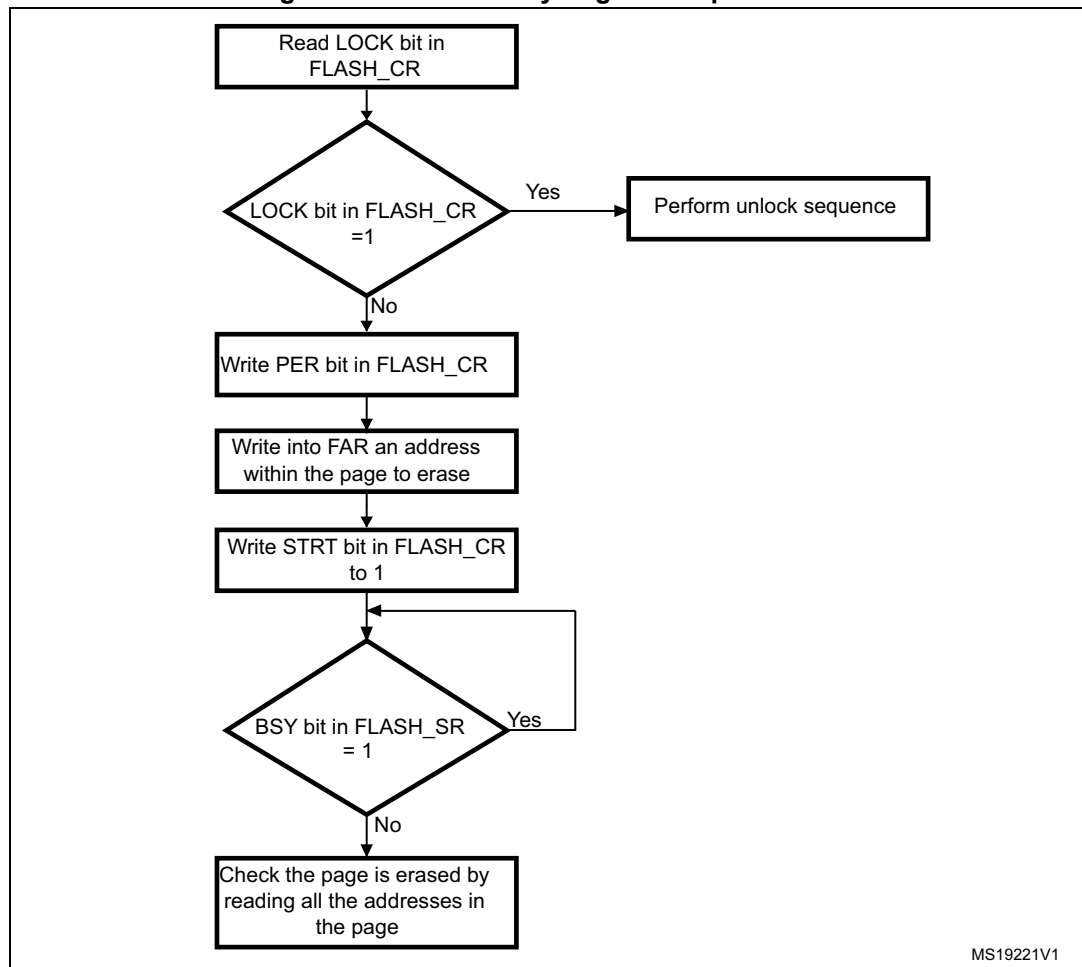 Read LOCK bit in
FLASH_CR
LOCK bit in FLASH_CR
=1
Yes
Perform unlock sequence
No
Write PER bit in FLASH_CR
Write into FAR an address
within the page to erase
Write STRT bit in FLASH_CR
to 1
BSY bit in FLASH_SR
= 1
Yes
No
Check the page is erased by
reading all the addresses in
the page
MS19221V1